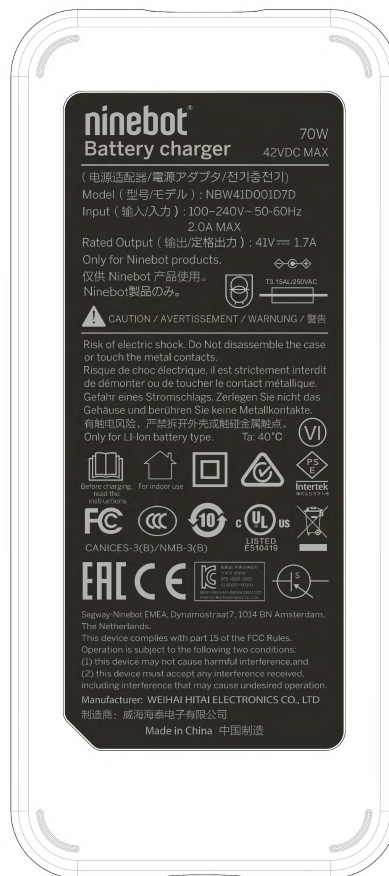 ninebot®
Battery charger
70W
42VDC MAX
(电源适配器/電源アダプタ/전기충전기)
Model (型号/モデル) : NBW41D001D7D
Input (输入/入力) : 100-240V~ 50-60Hz
2.0A MAX
Rated Output (输出/定格出力) : 41V⎓ 1.7A
Only for Ninebot products.
仅供 Ninebot 产品使用。
Ninebot製品のみ。
T3.15AL/250VAC
CAUTION / AVERTISSEMENT / WARNUNG / 警告
Risk of electric shock. Do Not disassemble the case
or touch the metal contacts.
Risque de choc électrique, il est strictement interdit
de démonter ou de toucher le contact métallique.
Gefahr eines Stromschlags. Zerlegen Sie nicht das
Gehäuse und berühren Sie keine Metallkontakte.
有触电风险，严禁拆开外壳或触碰金属触点。
Only for LI-Ion battery type. Ta: 40°C
VI
Before charging,
read the
instructions
For indoor use
PS
E
Intertek
FC
CCC
10
c UL us
LISTED
E510419
CANICES-3(B)/NMB-3(B)
EAC CE
S
Segway-Ninebot EMEA, Dynamostraat7, 1014 BN Amsterdam,
The Netherlands.
This device complies with part 15 of the FCC Rules.
Operation is subject to the following two conditions:
(1) this device may not cause harmful interference,and
(2) this device must accept any interference received,
including interference that may cause undesired operation.
Manufacturer: WEIHAI HITAI ELECTRONICS CO., LTD
制造商：威海海泰电子有限公司
Made in China 中国制造